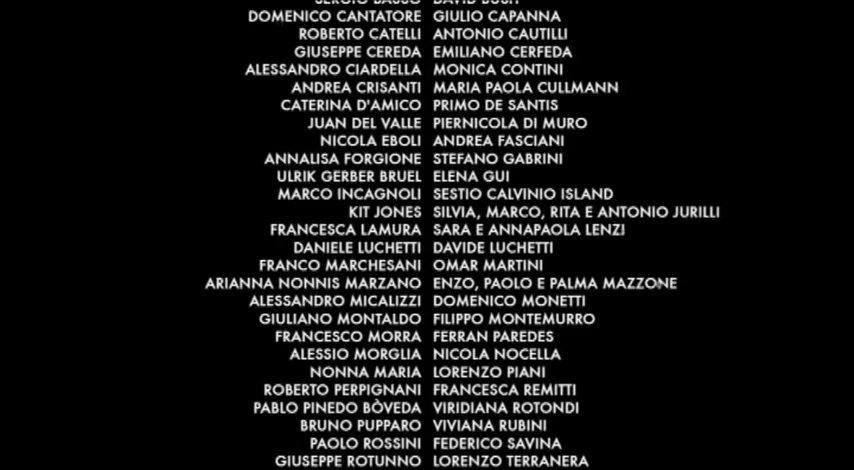 SERGIO BASSO DAVID BUSH
DOMENICO CANTATORE GIULIO CAPANNA
ROBERTO CATELLI ANTONIO CAUTILLI
GIUSEPPE CEREDA EMILIANO CERFEDA
ALESSANDRO CIARDELLA MONICA CONTINI
ANDREA CRISANTI MARIA PAOLA CULLMANN
CATERINA D'AMICO PRIMO DE SANTIS
JUAN DEL VALLE PIERNICOLA DI MURO
NICOLA EBOLI ANDREA FASCIANI
ANNALISA FORGIONE STEFANO GABRINI
ULRIK GERBER BRUEL ELENA GUI
MARCO INCAGNOLI SESTIO CALVINIO ISLAND
KIT JONES SILVIA, MARCO, RITA E ANTONIO JURILLI
FRANCESCA LAMURA SARA E ANNAPAOLA LENZI
DANIELE LUCHETTI DAVIDE LUCHETTI
FRANCO MARCHESANI OMAR MARTINI
ARIANNA NONNIS MARZANO ENZO, PAOLO E PALMA MAZZONE
ALESSANDRO MICALIZZI DOMENICO MONETTI
GIULIANO MONTALDO FILIPPO MONTEMURRO
FRANCESCO MORRA FERRAN PAREDES
ALESSIO MORGLIA NICOLA NOCELLA
NONNA MARIA LORENZO PIANI
ROBERTO PERPIGNANI FRANCESCA REMITTI
PABLO PINEDO BÒVEDA VIRIDIANA ROTONDI
BRUNO PUPPARO VIVIANA RUBINI
PAOLO ROSSINI FEDERICO SAVINA
GIUSEPPE ROTUNNO LORENZO TERRANERA